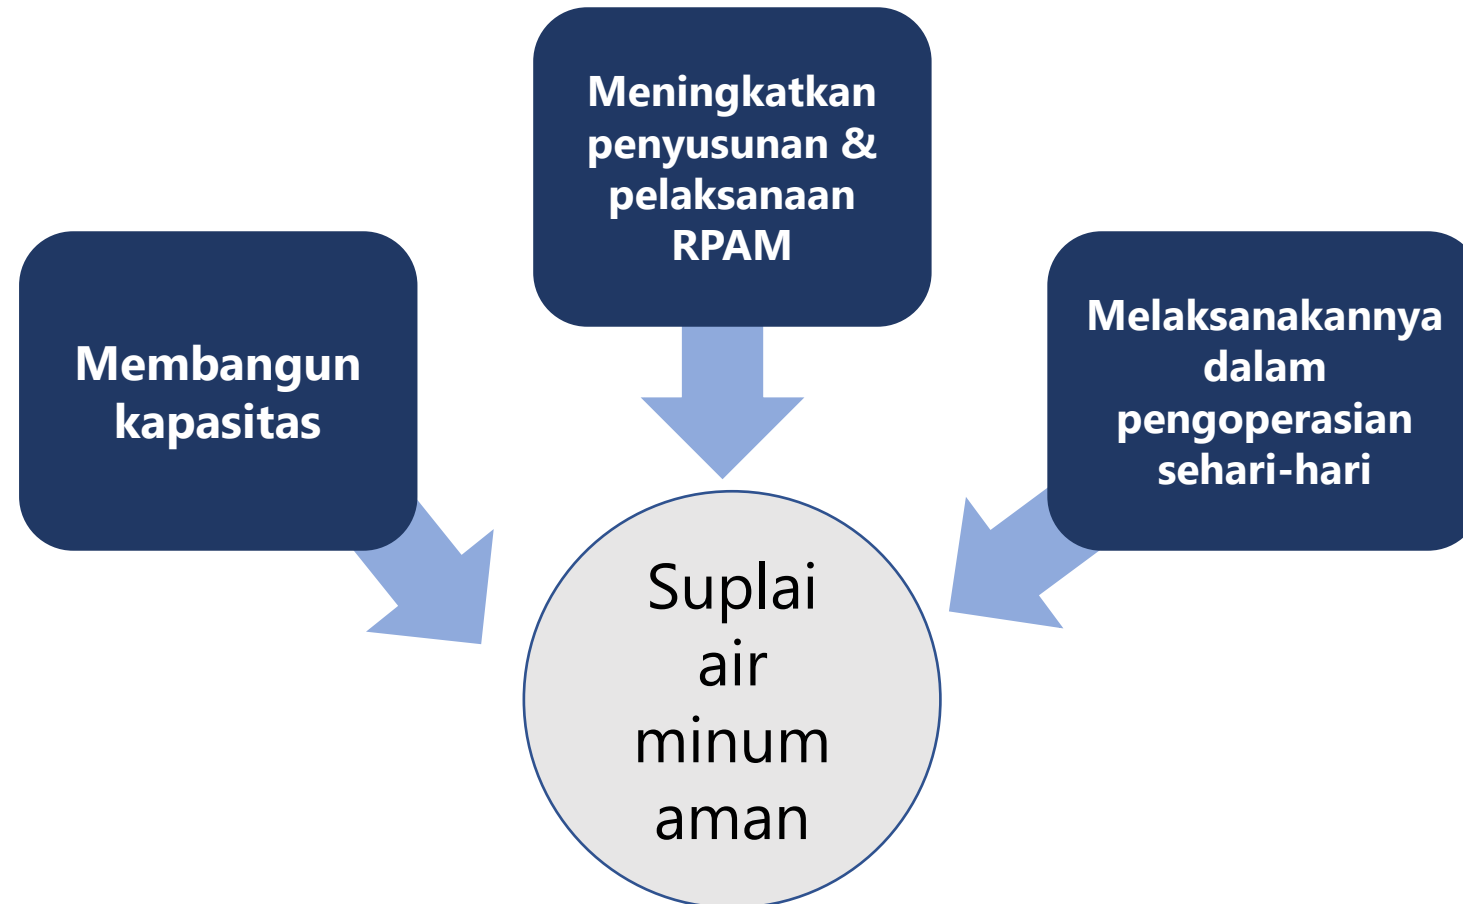 Meningkatkan
penyusunan &
pelaksanaan
RPAM
Membangun
kapasitas
Melaksanakannya
dalam
pengoperasian
sehari-hari
Suplai
air
minum
aman